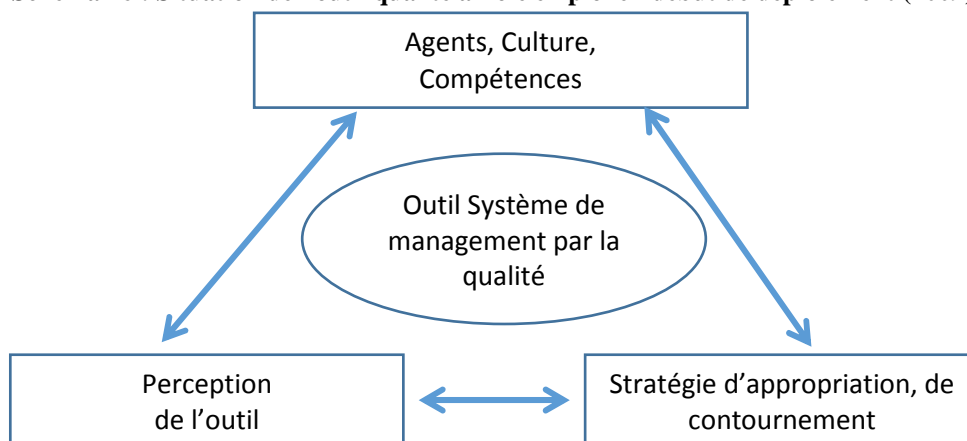 Agents, Culture,
Compétences
Outil Système de
management par la
qualité
Perception
de l’outil
Stratégie d’appropriation, de
contournement